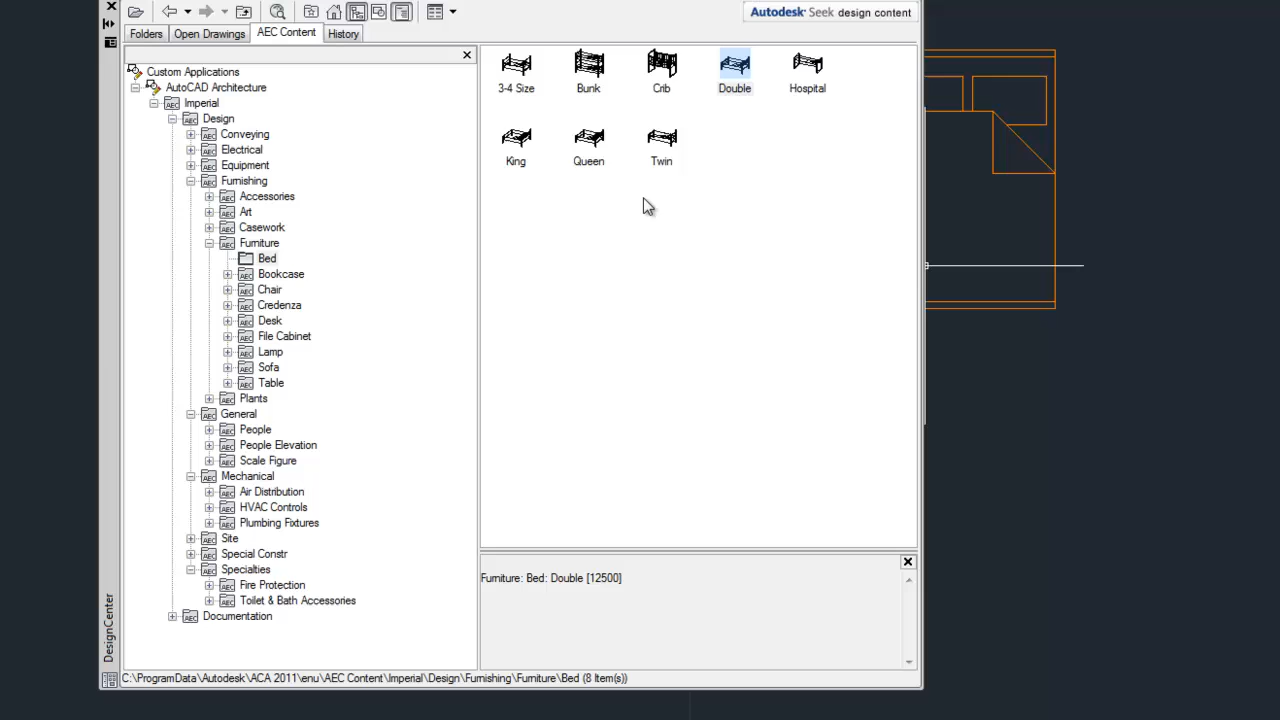 Autodesk® Seek design content
Folders Open Drawings AEC Content History
Custom Applications
AutoCAD Architecture
Imperial
Design
Conveying
Electrical
Equipment
Furnishing
Accessories
Art
Casework
Furniture
Bed
Bookcase
Chair
Credenza
Desk
File Cabinet
Lamp
Sofa
Table
Plants
General
People
People Elevation
Scale Figure
Mechanical
Air Distribution
HVAC Controls
Plumbing Fixtures
Site
Special Constr
Specialties
Fire Protection
Toilet & Bath Accessories
Documentation
3-4 Size Bunk Crib Double Hospital
King Queen Twin
Furniture: Bed: Double [12500]
DesignCenter
C:\ProgramData\Autodesk\ACA 2011\enu\AEC Content\Imperial\Design\Furnishing\Furniture\Bed (8 Item(s))